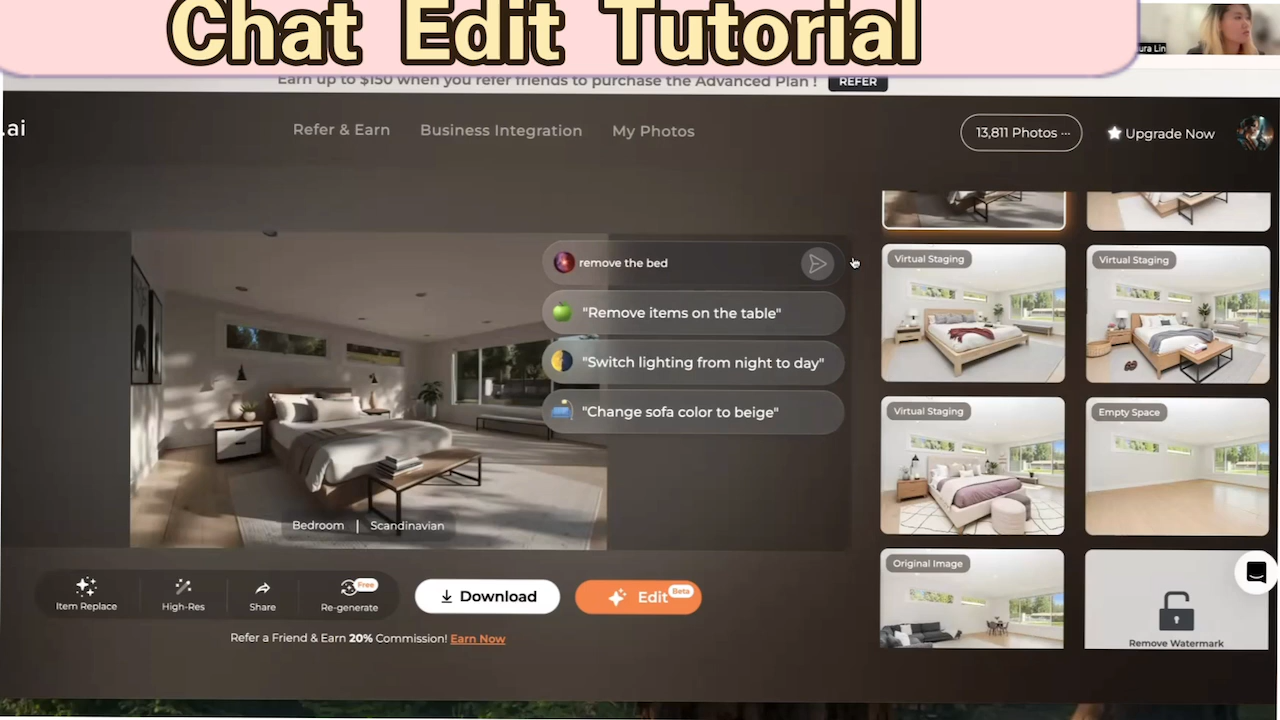 Chat Edit Tutorial
Earn up to $150 when you refer friends to purchase the Advanced Plan !
REFER
.ai
Refer & Earn
Business Integration
My Photos
13,811 Photos ...
Upgrade Now
remove the bed
"Remove items on the table"
"Switch lighting from night to day"
"Change sofa color to beige"
Bedroom | Scandinavian
Virtual Staging
Virtual Staging
Virtual Staging
Empty Space
Original Image
Remove Watermark
Item Replace
High-Res
Share
Free
Re-generate
Download
Edit
Beta
Refer a Friend & Earn 20% Commission! Earn Now